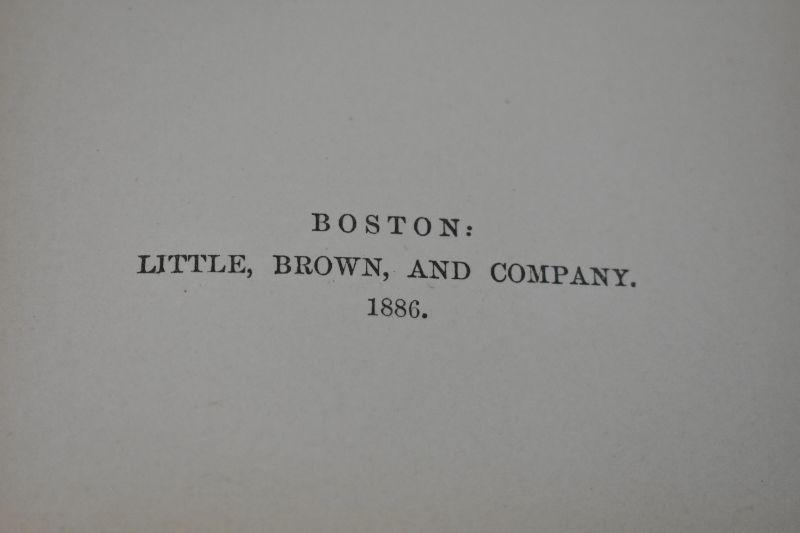 BOSTON:
LITTLE, BROWN, AND COMPANY.
1886.